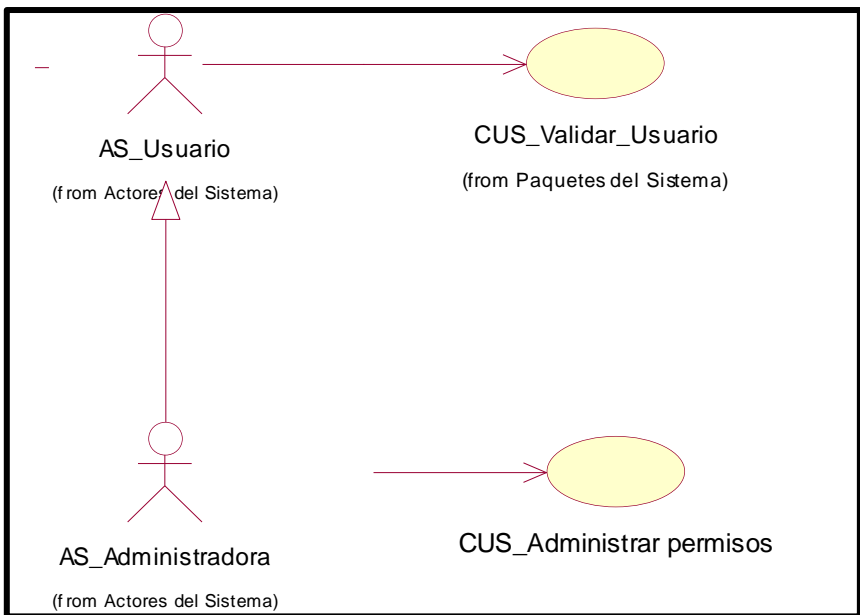 AS_Usuario
(from Actores del Sistema)
CUS_Validar_Usuario
(from Paquetes del Sistema)
AS_Administradora
(from Actores del Sistema)
CUS_Administrar permisos